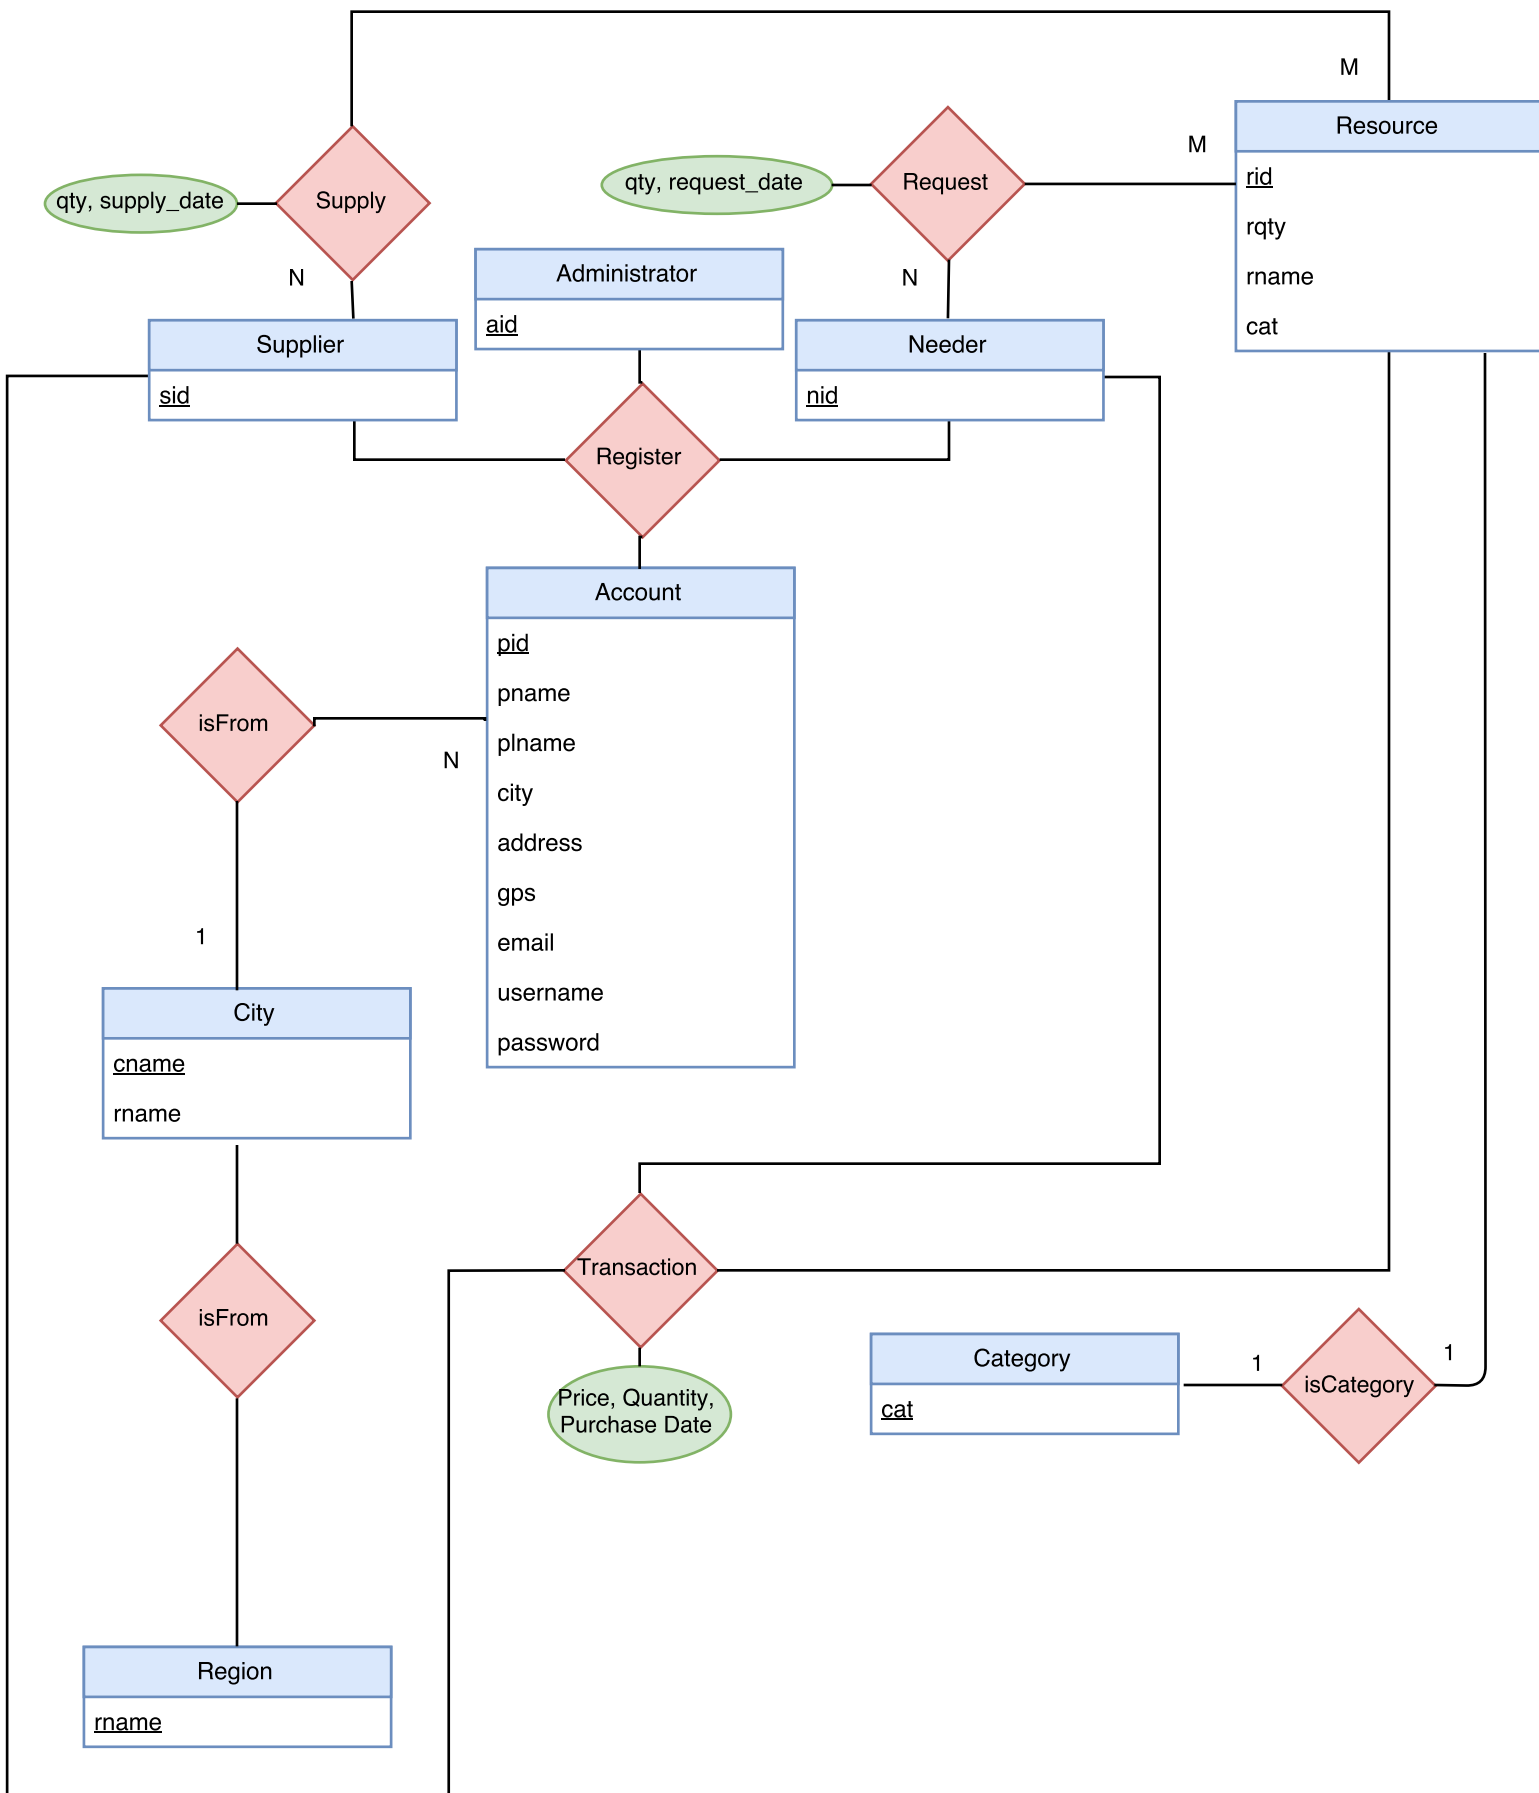 M
Resource
M
qty, supply_date
Supply
qty, request_date
Request
rid
rqty
rname
cat
N
Administrator
aid
N
Supplier
sid
Needer
nid
Register
Account
pid
pname
plname
city
address
gps
email
username
password
isFrom
N
1
City
cname
rname
isFrom
Transaction
Price, Quantity,
Purchase Date
Category
cat
1
isCategory
1
Region
rname